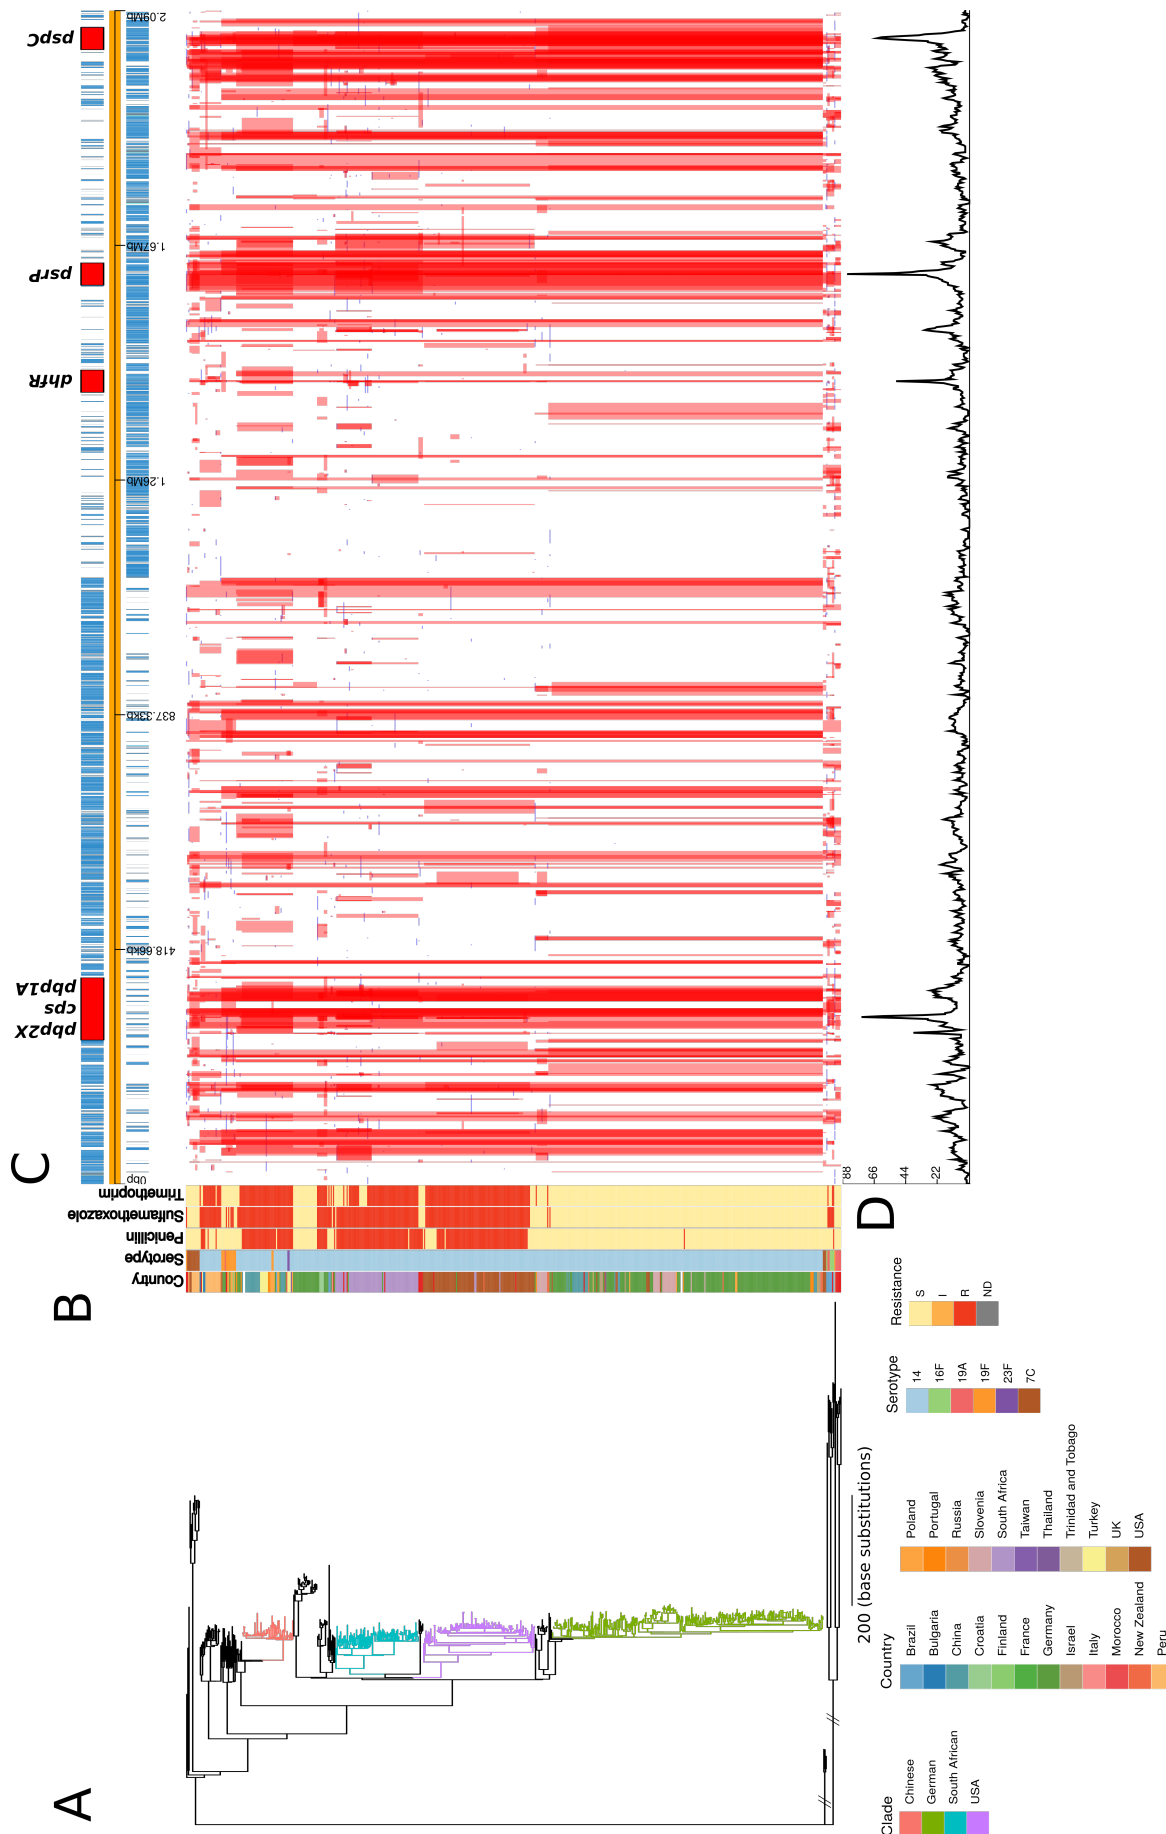 A
B
C
D
Country
Serotype
Penicillin
Sulfamethoxazole
Trimethoprim
pbp2X
cps
pbp1A
dhfR
psrP
pspC
0bp
418.66kb
837.33kb
1.26Mb
1.67Mb
2.09Mb
88
66
44
22
200 (base substitutions)
Clade
Chinese
German
South African
USA
Country
Brazil
Bulgaria
China
Croatia
Finland
France
Germany
Israel
Italy
Morocco
New Zealand
Peru
Poland
Portugal
Russia
Slovenia
South Africa
Taiwan
Thailand
Trinidad and Tobago
Turkey
UK
USA
Serotype
14
16F
19A
19F
23F
7C
Resistance
S
I
R
ND